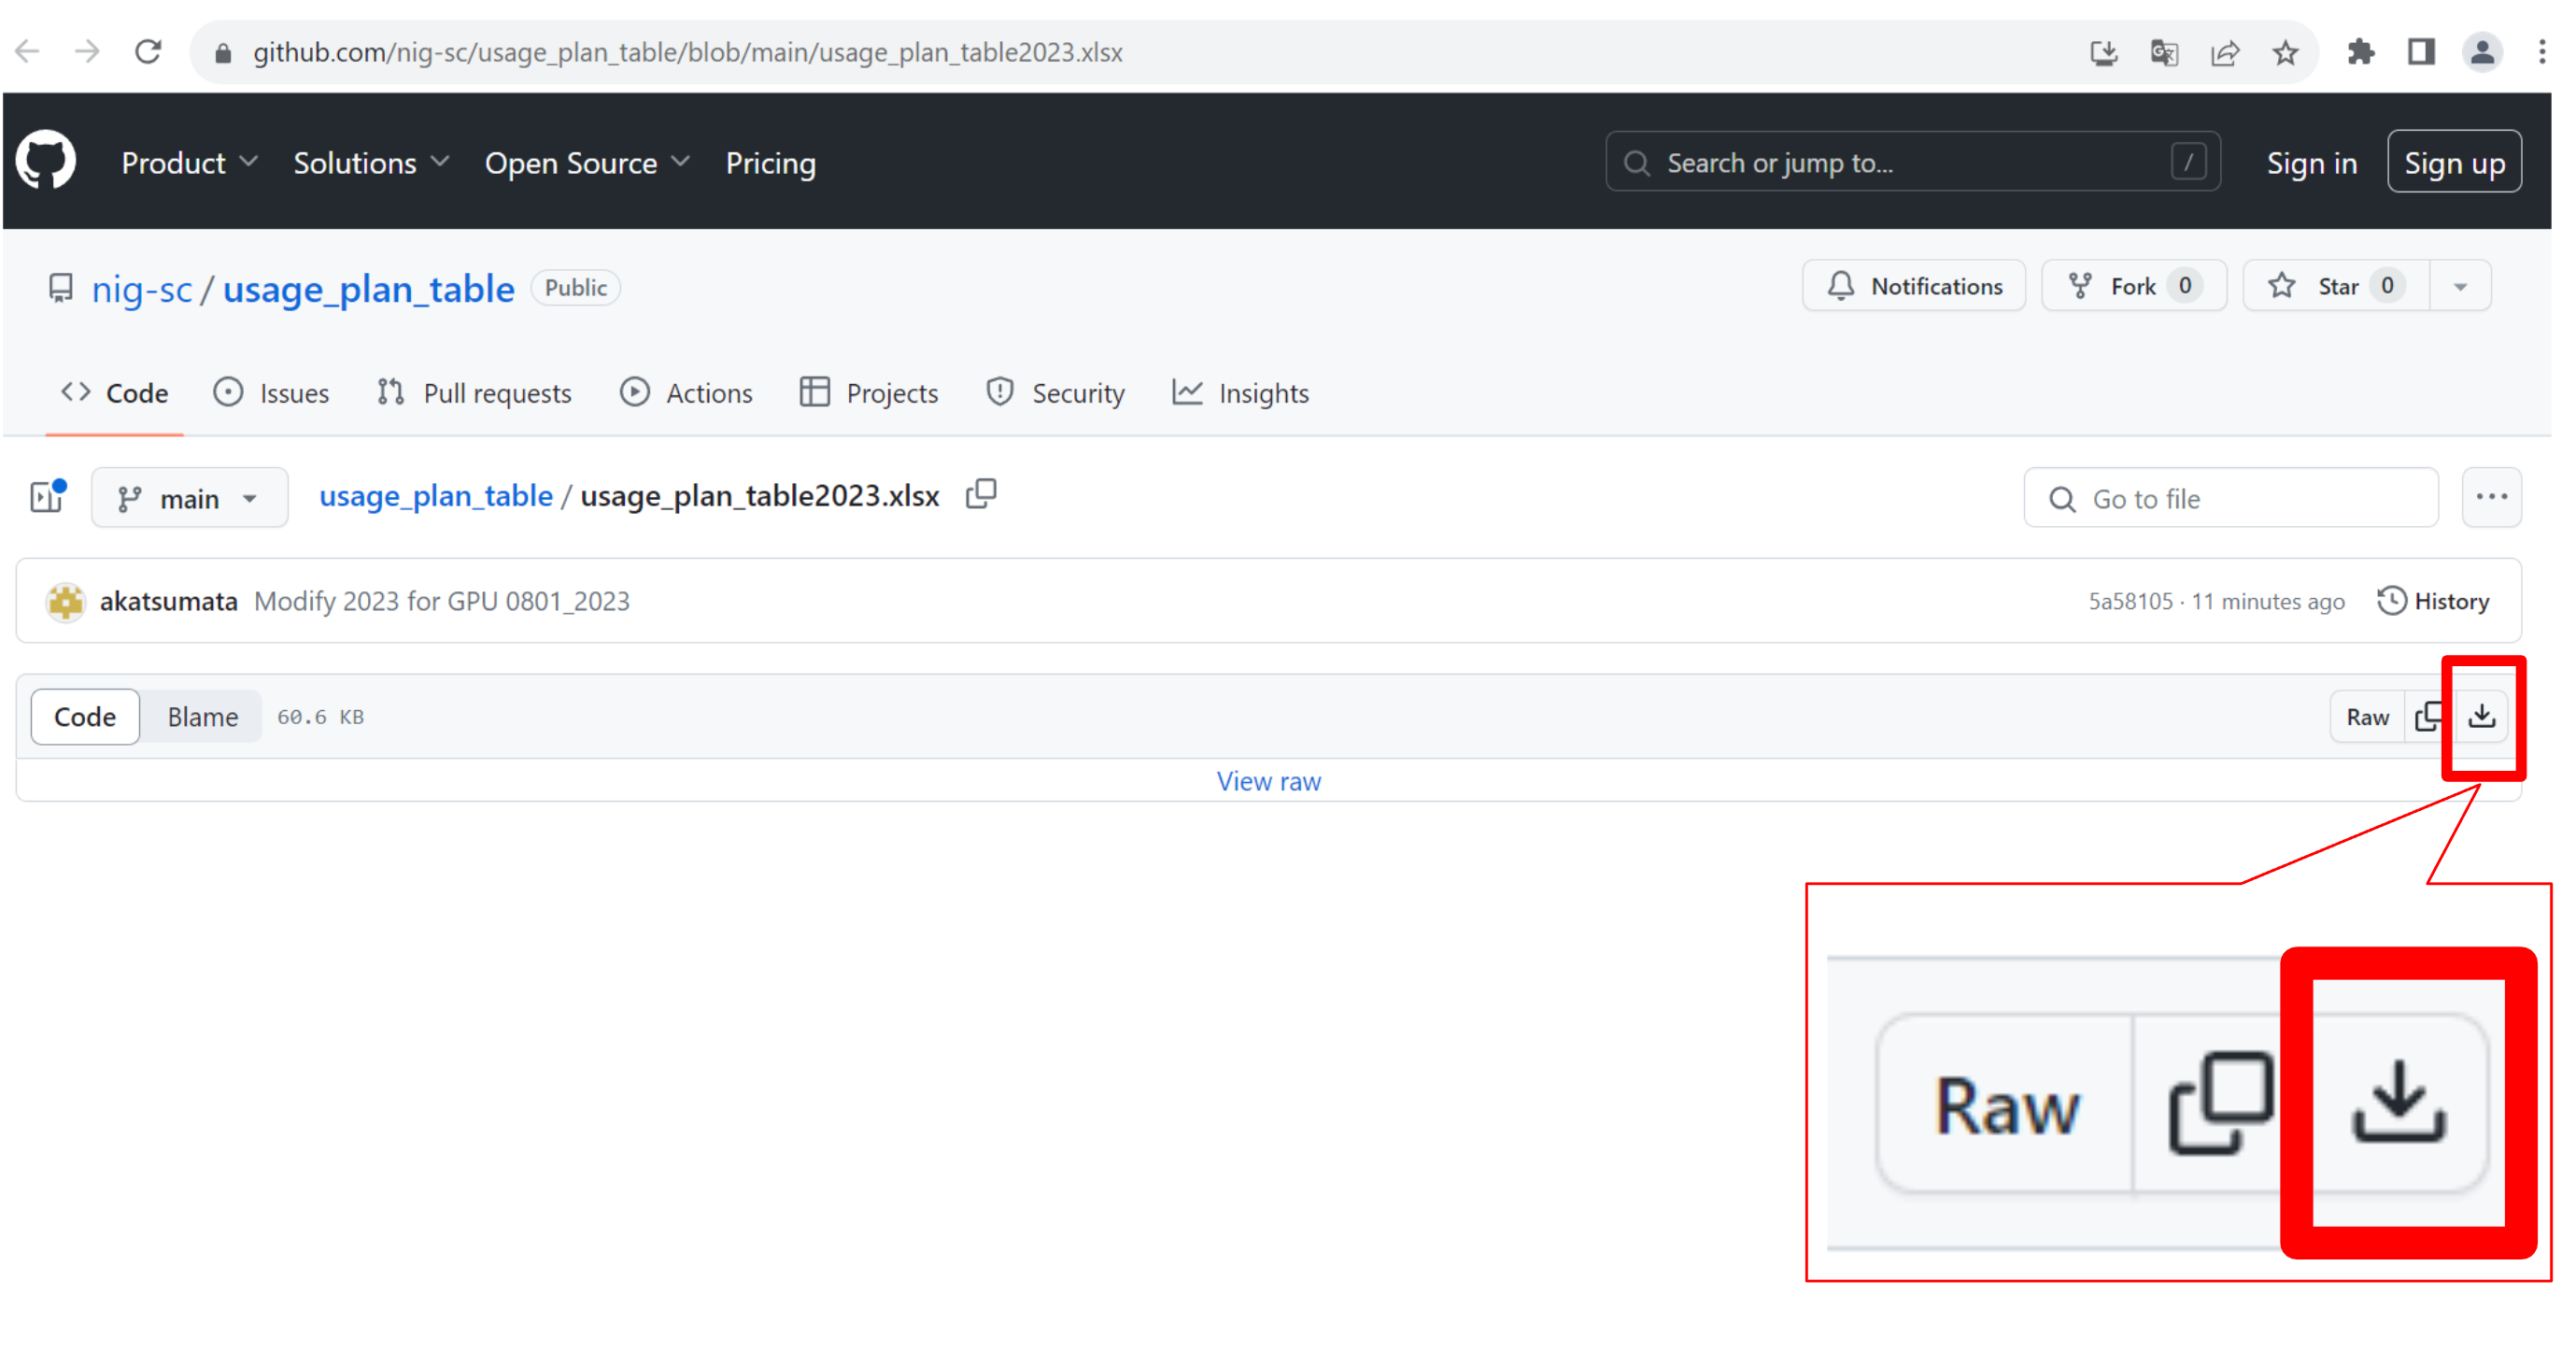 github.com/nig-sc/usage_plan_table/blob/main/usage_plan_table2023.xlsx
Product Solutions Open Source Pricing Search or jump to... / Sign in Sign up
nig-sc / usage_plan_table Public Notifications Fork 0 Star 0
Code Issues Pull requests Actions Projects Security Insights
main usage_plan_table / usage_plan_table2023.xlsx Go to file
akatsumata Modify 2023 for GPU 0801_2023 5a58105 · 11 minutes ago History
Code Blame 60.6 KB Raw
View raw
Raw